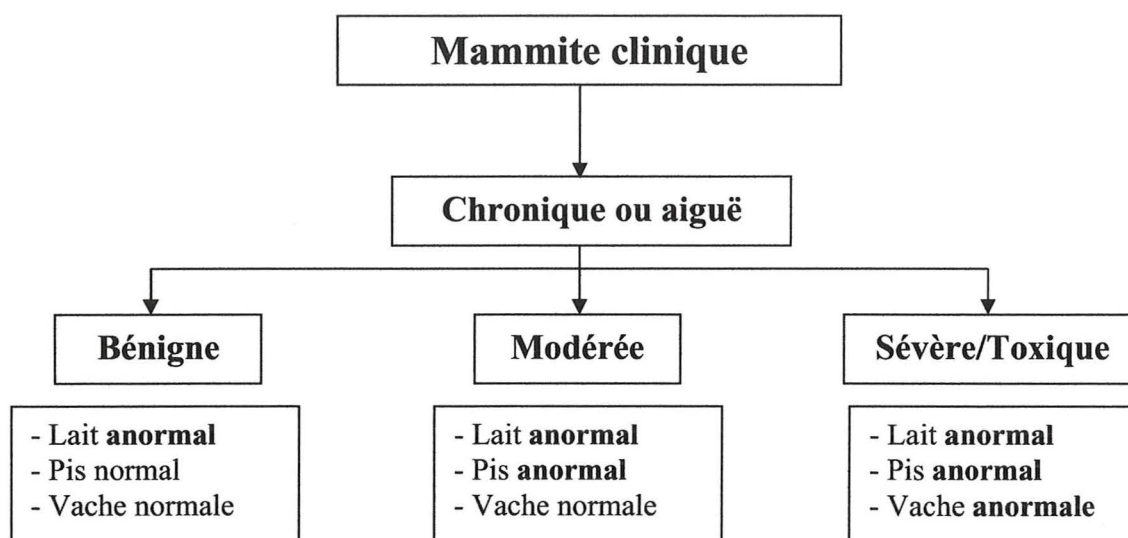 Mammite clinique
Chronique ou aiguë
Bénigne
Modérée
Sévère/Toxique
- Lait anormal
- Pis normal
- Vache normale
- Lait anormal
- Pis anormal
- Vache normale
- Lait anormal
- Pis anormal
- Vache anormale